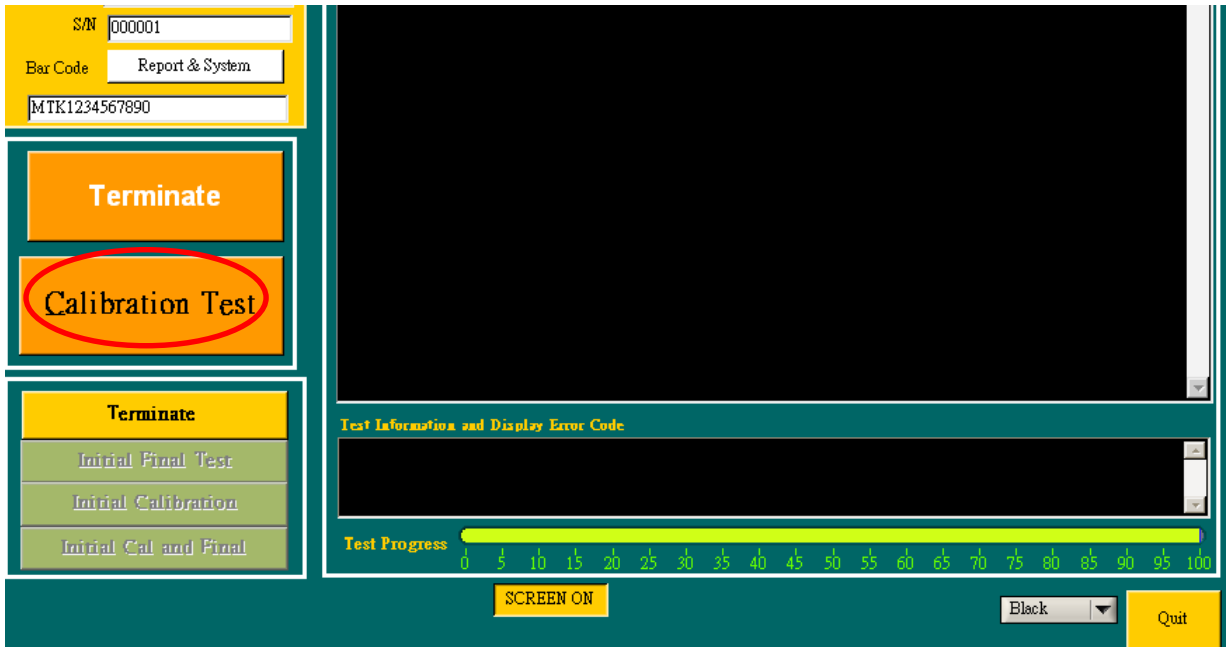 S/N 000001
Bar Code Report & System
MTK1234567890
Terminate
Calibration Test
Terminate
Initial Final Test
Initial Calibration
Initial Cal and Final
Test Information and Display Error Code
Test Progress
0 5 10 15 20 25 30 35 40 45 50 55 60 65 70 75 80 85 90 95 100
SCREEN ON
Black
Quit